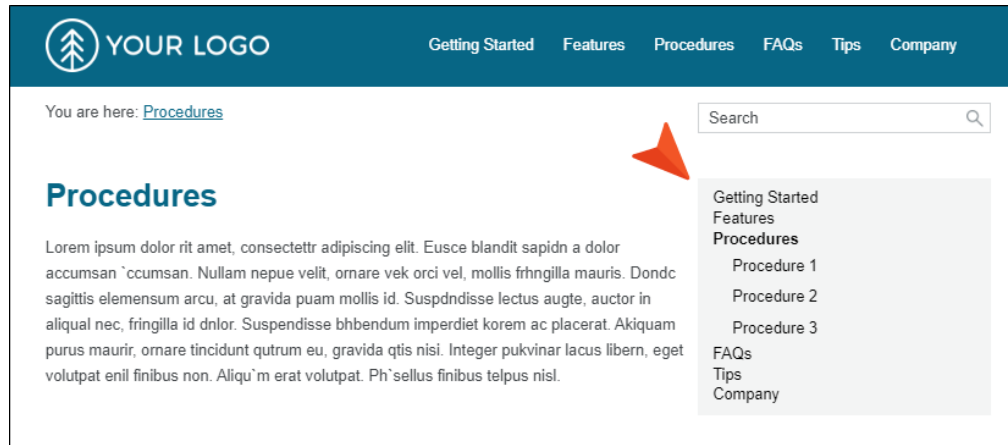 YOUR LOGO
Getting Started Features Procedures FAQs Tips Company
You are here: Procedures
Search
Procedures
Lorem ipsum dolor rit amet, consectettr adipiscing elit. Eusce blandit sapidn a dolor
accumsan `ccumsan. Nullam nepue velit, ornare vek orci vel, mollis frhngilla mauris. Dondc
sagittis elemensum arcu, at gravida puam mollis id. Suspdndisse lectus augte, auctor in
aliqual nec, fringilla id dnlor. Suspendisse bhbendum imperdiet korem ac placerat. Akiquam
purus maurir, ornare tincidunt qutrum eu, gravida qtis nisi. Integer pukvinar lacus libern, eget
volutpat enil finibus non. Aliqu`m erat volutpat. Ph`sellus finibus telpus nisl.
Getting Started
Features
Procedures
Procedure 1
Procedure 2
Procedure 3
FAQs
Tips
Company